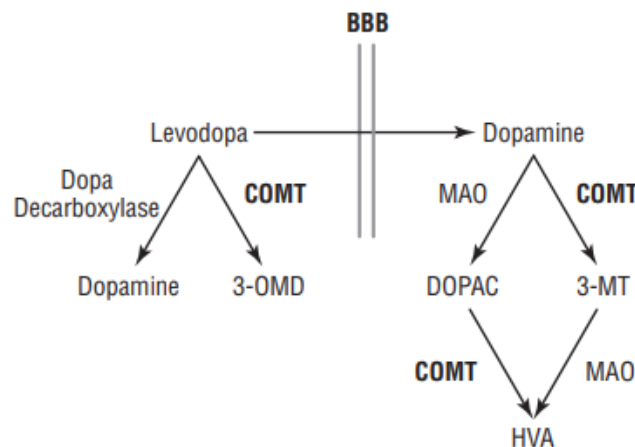 BBB
Levodopa
Dopamine
Dopa
Decarboxylase
COMT
MAO
COMT
Dopamine
3-OMD
DOPAC
3-MT
COMT
MAO
HVA